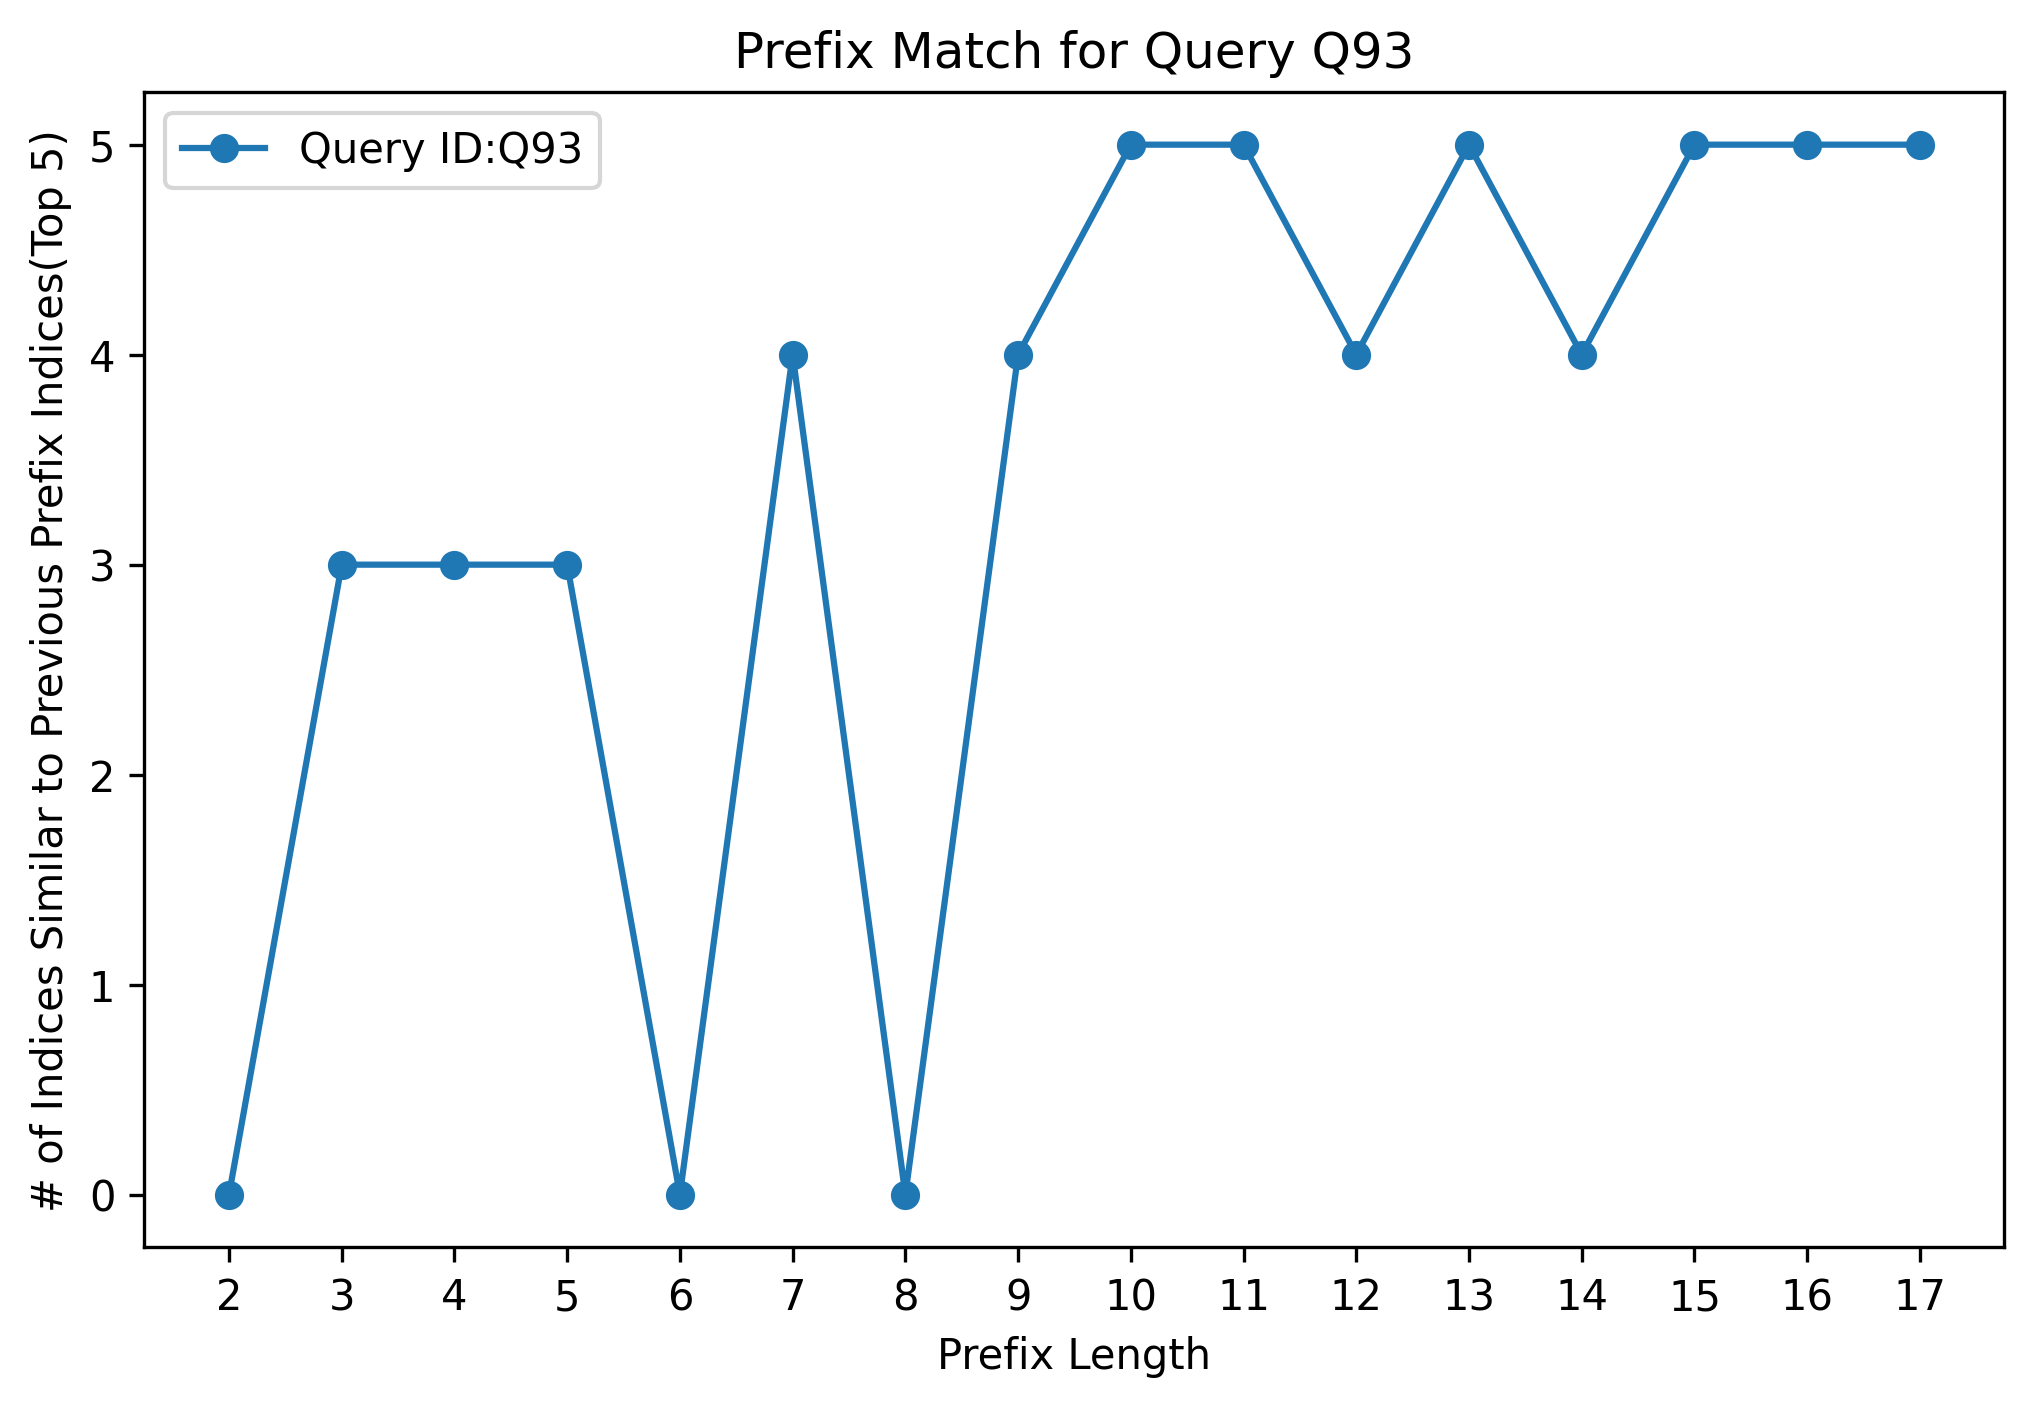 Prefix Match for Query Q93
Query ID:Q93
# of Indices Similar to Previous Prefix Indices(Top 5)
5
4
3
2
1
0
2 3 4 5 6 7 8 9 10 11 12 13 14 15 16 17
Prefix Length